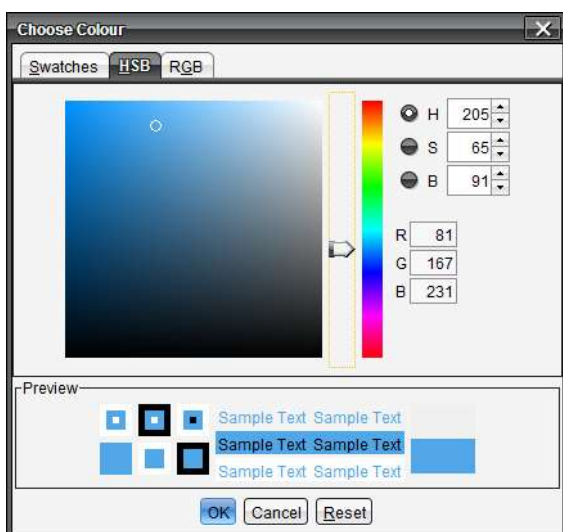 Choose Colour
Swatches HSB RGB
H 205
S 65
B 91
R 81
G 167
B 231
Preview
Sample Text Sample Text
Sample Text Sample Text
Sample Text Sample Text
OK Cancel Reset